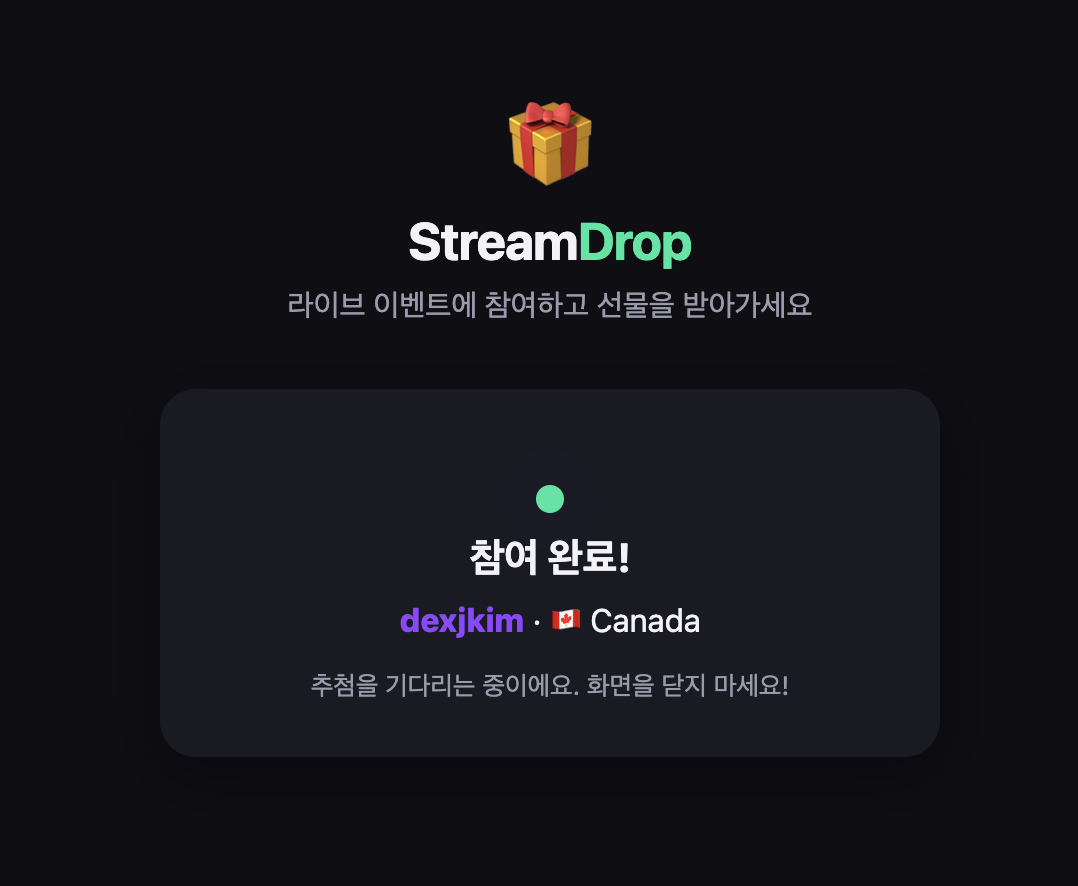 StreamDrop
라이브 이벤트에 참여하고 선물을 받아가세요
참여 완료!
dexjkim · 🇨🇦 Canada
추첨을 기다리는 중이에요. 화면을 닫지 마세요!